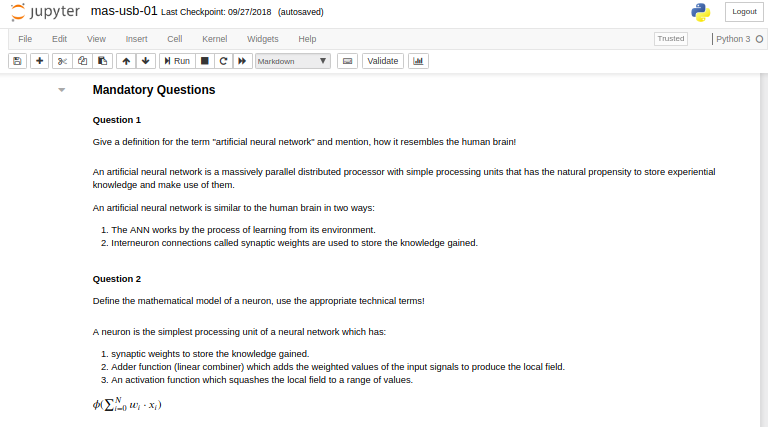 jupyter mas-usb-01 Last Checkpoint: 09/27/2018 (autosaved) Logout
File Edit View Insert Cell Kernel Widgets Help Trusted Python 3
Run Markdown Validate
Mandatory Questions
Question 1
Give a definition for the term "artificial neural network" and mention, how it resembles the human brain!
An artificial neural network is a massively parallel distributed processor with simple processing units that has the natural propensity to store experiential
knowledge and make use of them.
An artificial neural network is similar to the human brain in two ways:
1. The ANN works by the process of learning from its environment.
2. Interneuron connections called synaptic weights are used to store the knowledge gained.
Question 2
Define the mathematical model of a neuron, use the appropriate technical terms!
A neuron is the simplest processing unit of a neural network which has:
1. synaptic weights to store the knowledge gained.
2. Adder function (linear combiner) which adds the weighted values of the input signals to produce the local field.
3. An activation function which squashes the local field to a range of values.
ϕ(∑ᵢ₌₀ᴺ wᵢ · xᵢ)